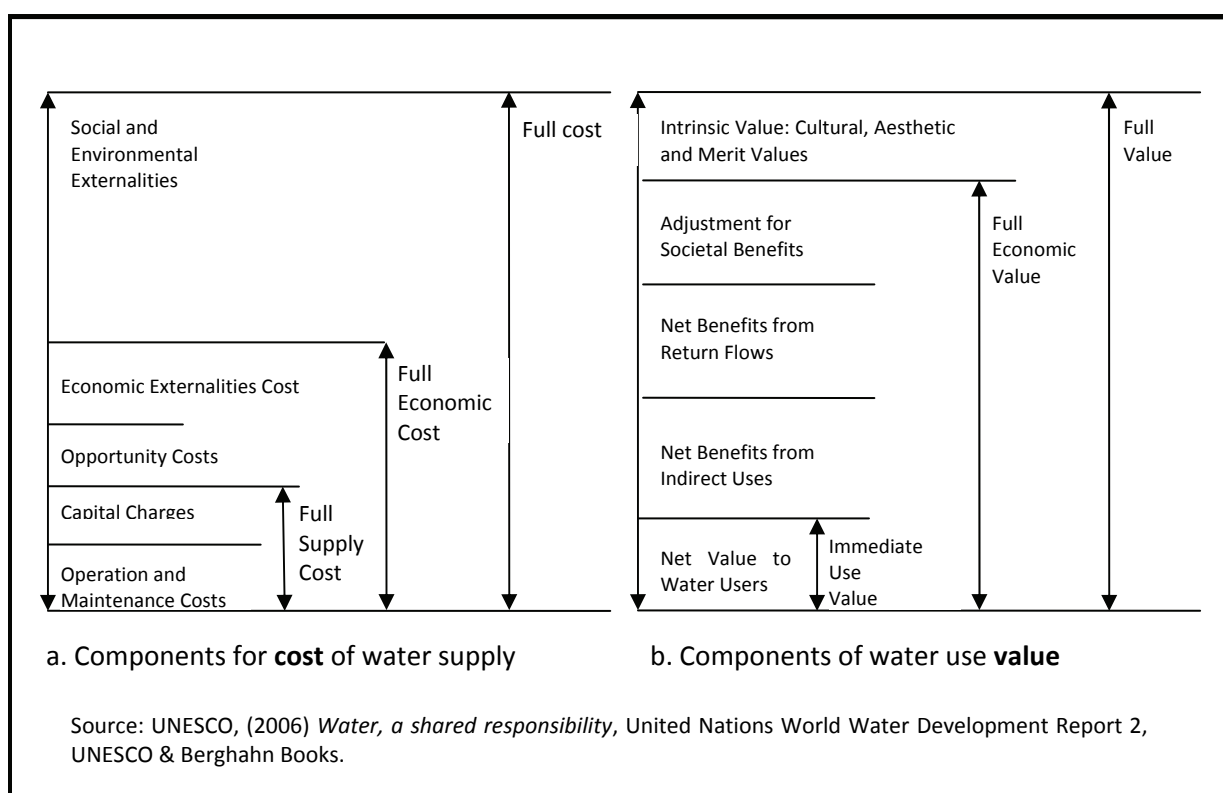 Social and
Environmental
Externalities
Full cost
Economic Externalities Cost
Full
Economic
Cost
Opportunity Costs
Capital Charges
Full
Supply
Cost
Operation and
Maintenance Costs
a. Components for cost of water supply
Intrinsic Value: Cultural, Aesthetic
and Merit Values
Full
Value
Adjustment for
Societal Benefits
Full
Economic
Value
Net Benefits from
Return Flows
Net Benefits from
Indirect Uses
Net Value to
Water Users
Immediate
Use
Value
b. Components of water use value
Source: UNESCO, (2006) Water, a shared responsibility, United Nations World Water Development Report 2,
UNESCO & Berghahn Books.